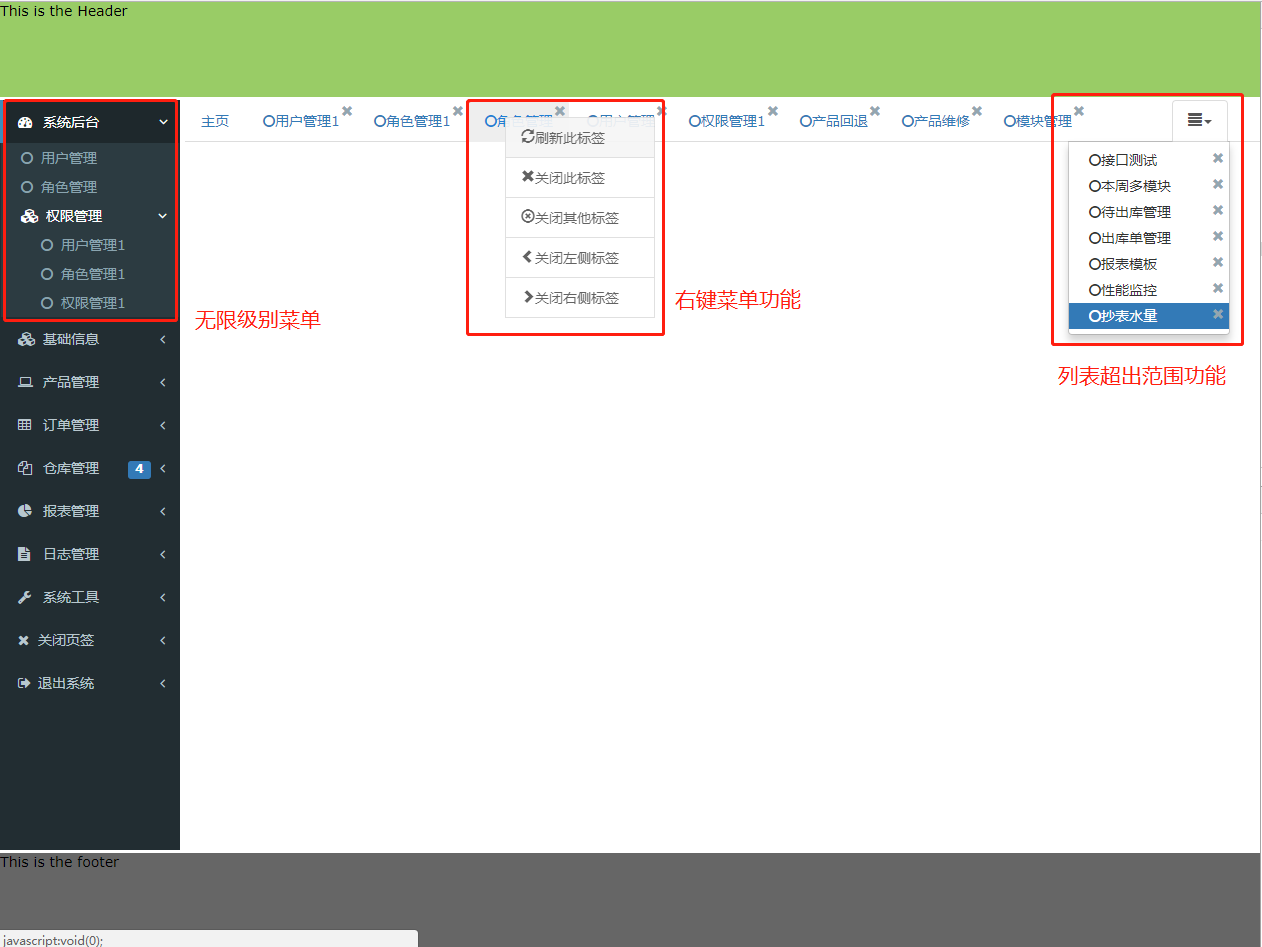 This is the Header
系统后台
用户管理
角色管理
权限管理
用户管理1
角色管理1
权限管理1
基础信息
产品管理
订单管理
仓库管理 4
报表管理
日志管理
系统工具
关闭页签
退出系统
主页 用户管理1 角色管理1 角色管理 用户管理 权限管理1 产品回退 产品维修 模块管理
刷新此标签
关闭此标签
关闭其他标签
关闭左侧标签
关闭右侧标签
无限级别菜单
右键菜单功能
接口测试
本周多模块
待出库管理
出库单管理
报表模板
性能监控
抄表水量
列表超出范围功能
This is the footer
javascript:void(0);